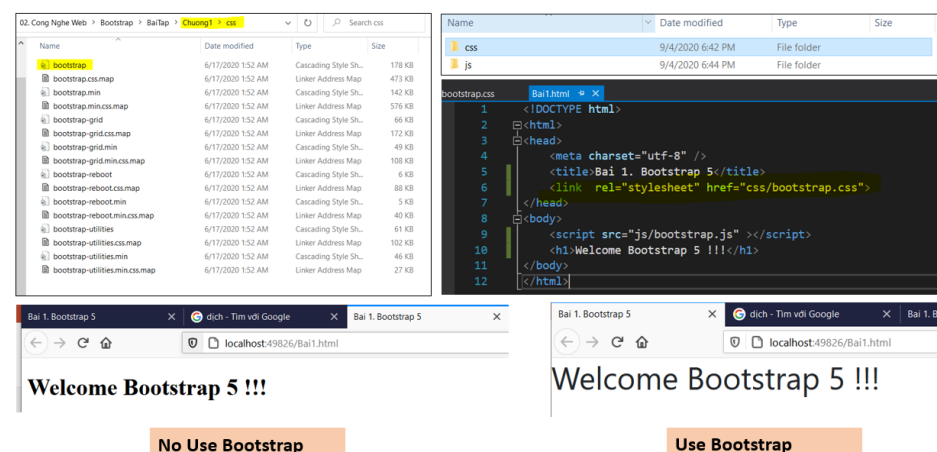 02. Cong Nghe Web > Bootstrap > BaiTap > Chuong1 > css
Search css
Name Date modified Type Size
bootstrap 6/17/2020 1:52 AM Cascading Style Sh... 178 KB
bootstrap.css.map 6/17/2020 1:52 AM Linker Address Map 473 KB
bootstrap.min 6/17/2020 1:52 AM Cascading Style Sh... 142 KB
bootstrap.min.css.map 6/17/2020 1:52 AM Linker Address Map 576 KB
bootstrap-grid 6/17/2020 1:52 AM Cascading Style Sh... 66 KB
bootstrap-grid.css.map 6/17/2020 1:52 AM Linker Address Map 172 KB
bootstrap-grid.min 6/17/2020 1:52 AM Cascading Style Sh... 49 KB
bootstrap-grid.min.css.map 6/17/2020 1:52 AM Linker Address Map 108 KB
bootstrap-reboot 6/17/2020 1:52 AM Cascading Style Sh... 6 KB
bootstrap-reboot.css.map 6/17/2020 1:52 AM Linker Address Map 88 KB
bootstrap-reboot.min 6/17/2020 1:52 AM Cascading Style Sh... 5 KB
bootstrap-reboot.min.css.map 6/17/2020 1:52 AM Linker Address Map 40 KB
bootstrap-utilities 6/17/2020 1:52 AM Cascading Style Sh... 61 KB
bootstrap-utilities.css.map 6/17/2020 1:52 AM Linker Address Map 102 KB
bootstrap-utilities.min 6/17/2020 1:52 AM Cascading Style Sh... 46 KB
bootstrap-utilities.min.css.map 6/17/2020 1:52 AM Linker Address Map 27 KB
Name Date modified Type Size
css 9/4/2020 6:42 PM File folder
js 9/4/2020 6:44 PM File folder
bootstrap.css Bai1.html
1 <!DOCTYPE html>
2 <html>
3 <head>
4 <meta charset="utf-8" />
5 <title>Bai 1. Bootstrap 5</title>
6 <link rel="stylesheet" href="css/bootstrap.css">
7 </head>
8 <body>
9 <script src="js/bootstrap.js" ></script>
10 <h1>Welcome Bootstrap 5 !!!</h1>
11 </body>
12 </html>
Bai 1. Bootstrap 5 dịch - Tìm với Google Bai 1. Bootstrap 5
localhost:49826/Bai1.html
Welcome Bootstrap 5 !!!
No Use Bootstrap
Bai 1. Bootstrap 5 dịch - Tìm với Google Bai 1. B
localhost:49826/Bai1.html
Welcome Bootstrap 5 !!!
Use Bootstrap